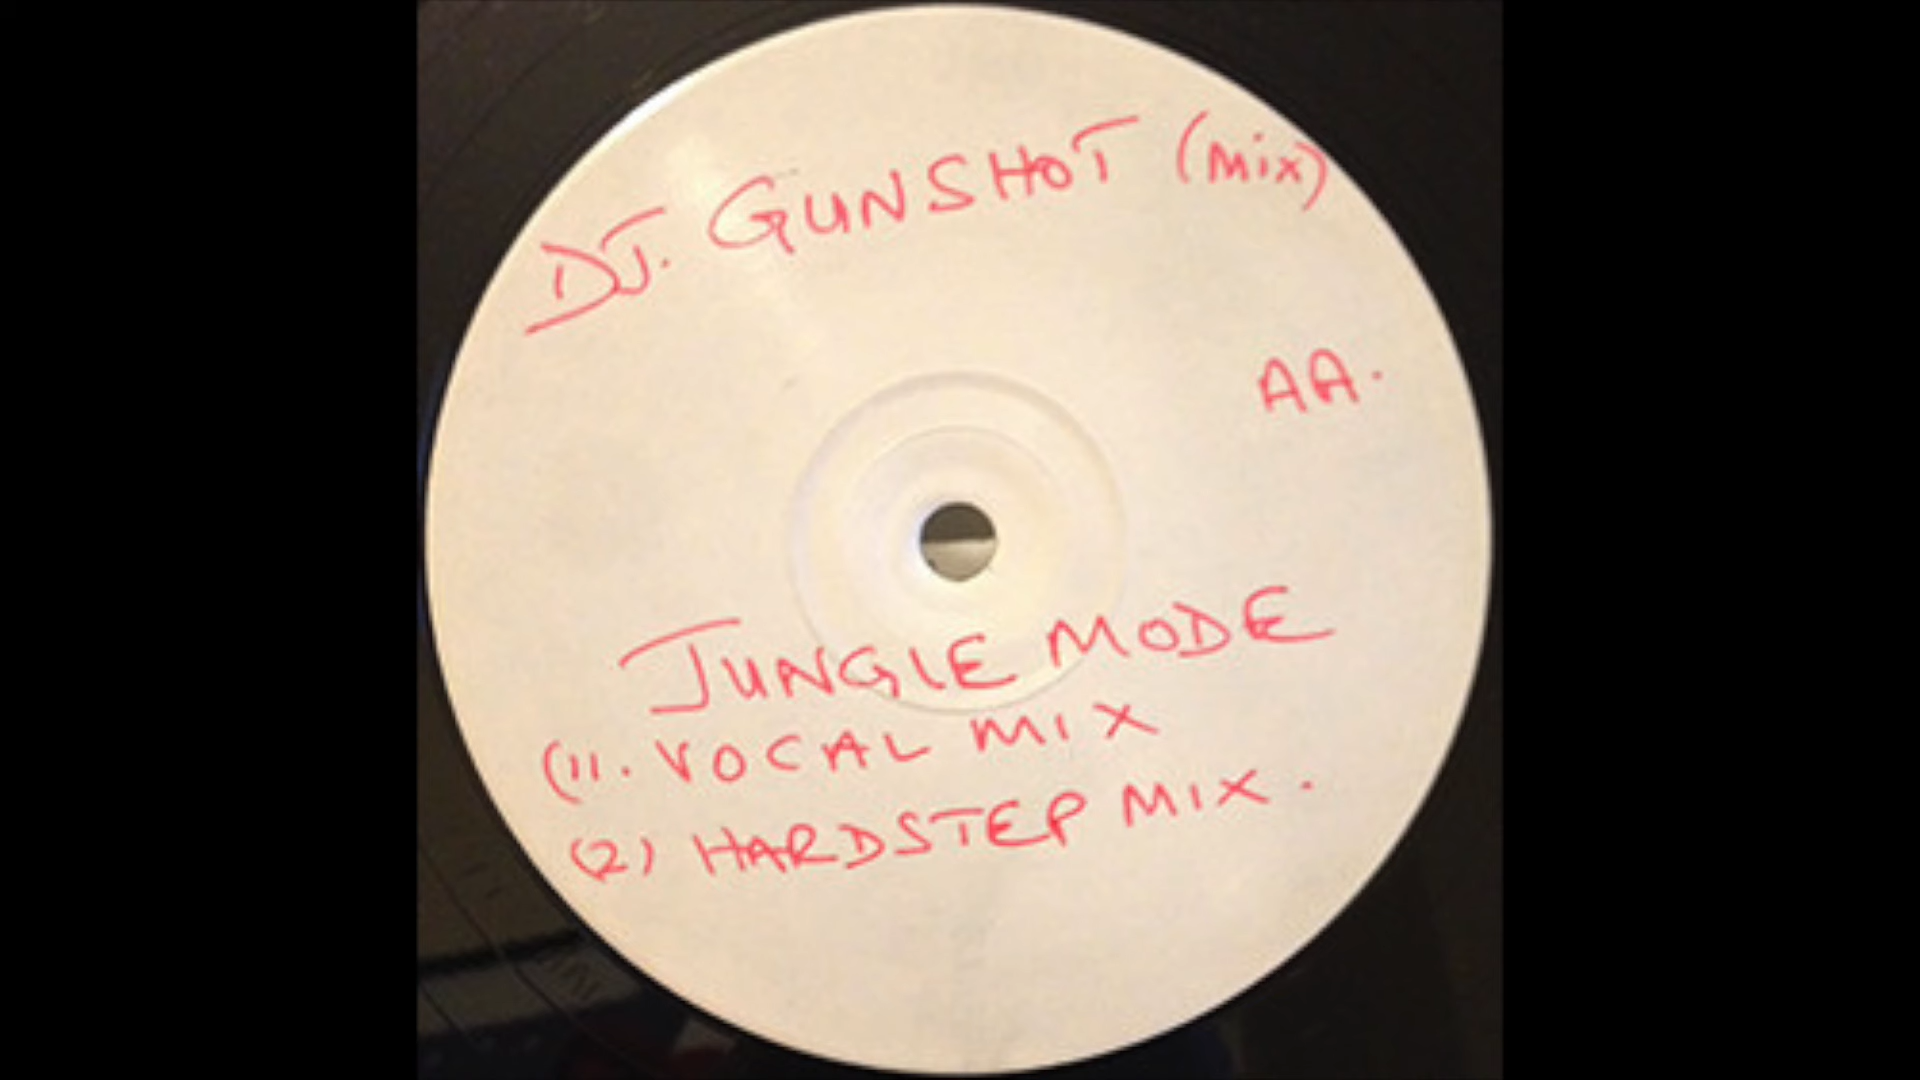 DJ. GUNSHOT (Mix)
AA.
JUNGLE MODE
(1). VOCAL MIX
(2) HARDSTEP MIX.